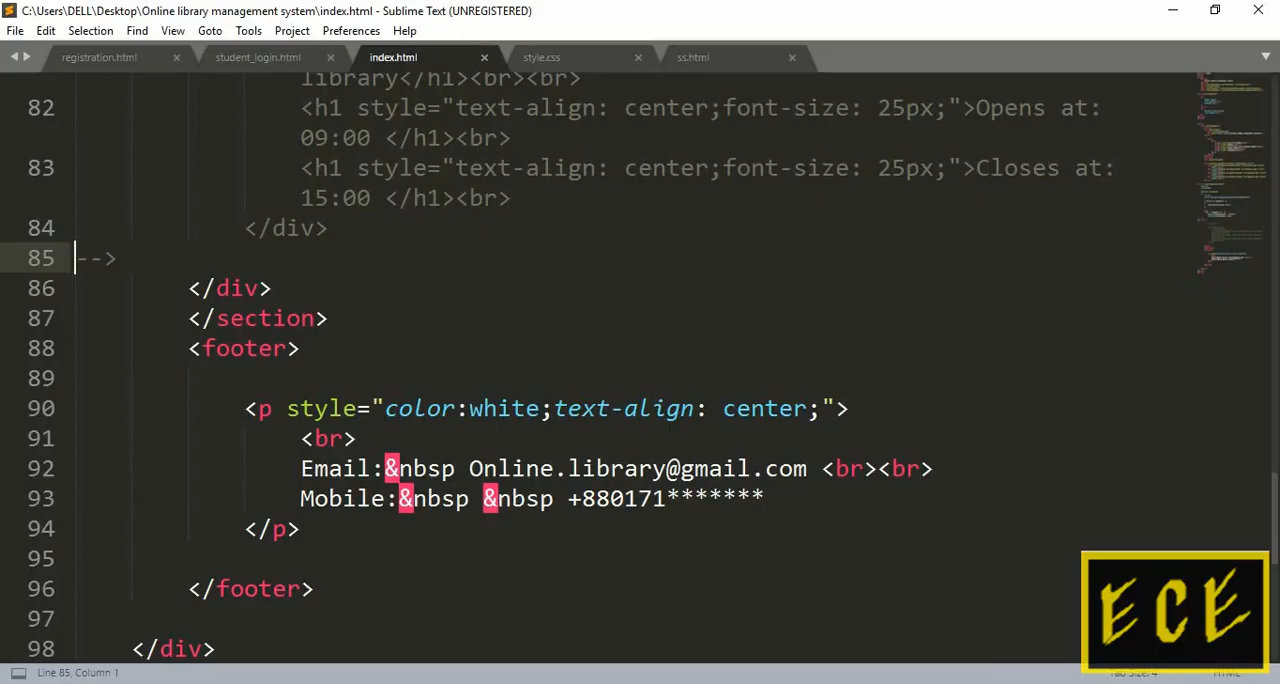 C:\Users\DELL\Desktop\Online library management system\index.html - Sublime Text (UNREGISTERED)
File Edit Selection Find View Goto Tools Project Preferences Help
registration.html student_login.html index.html style.css ss.html
library</h1><br><br>
82 <h1 style="text-align: center;font-size: 25px;">Opens at:
09:00 </h1><br>
83 <h1 style="text-align: center;font-size: 25px;">Closes at:
15:00 </h1><br>
84 </div>
85 -->
86 </div>
87 </section>
88 <footer>
89
90 <p style="color:white;text-align: center;">
91 <br>
92 Email:&nbsp Online.library@gmail.com <br><br>
93 Mobile:&nbsp &nbsp +880171*******
94 </p>
95
96 </footer>
97
98 </div>
ECE
Line 85, Column 1